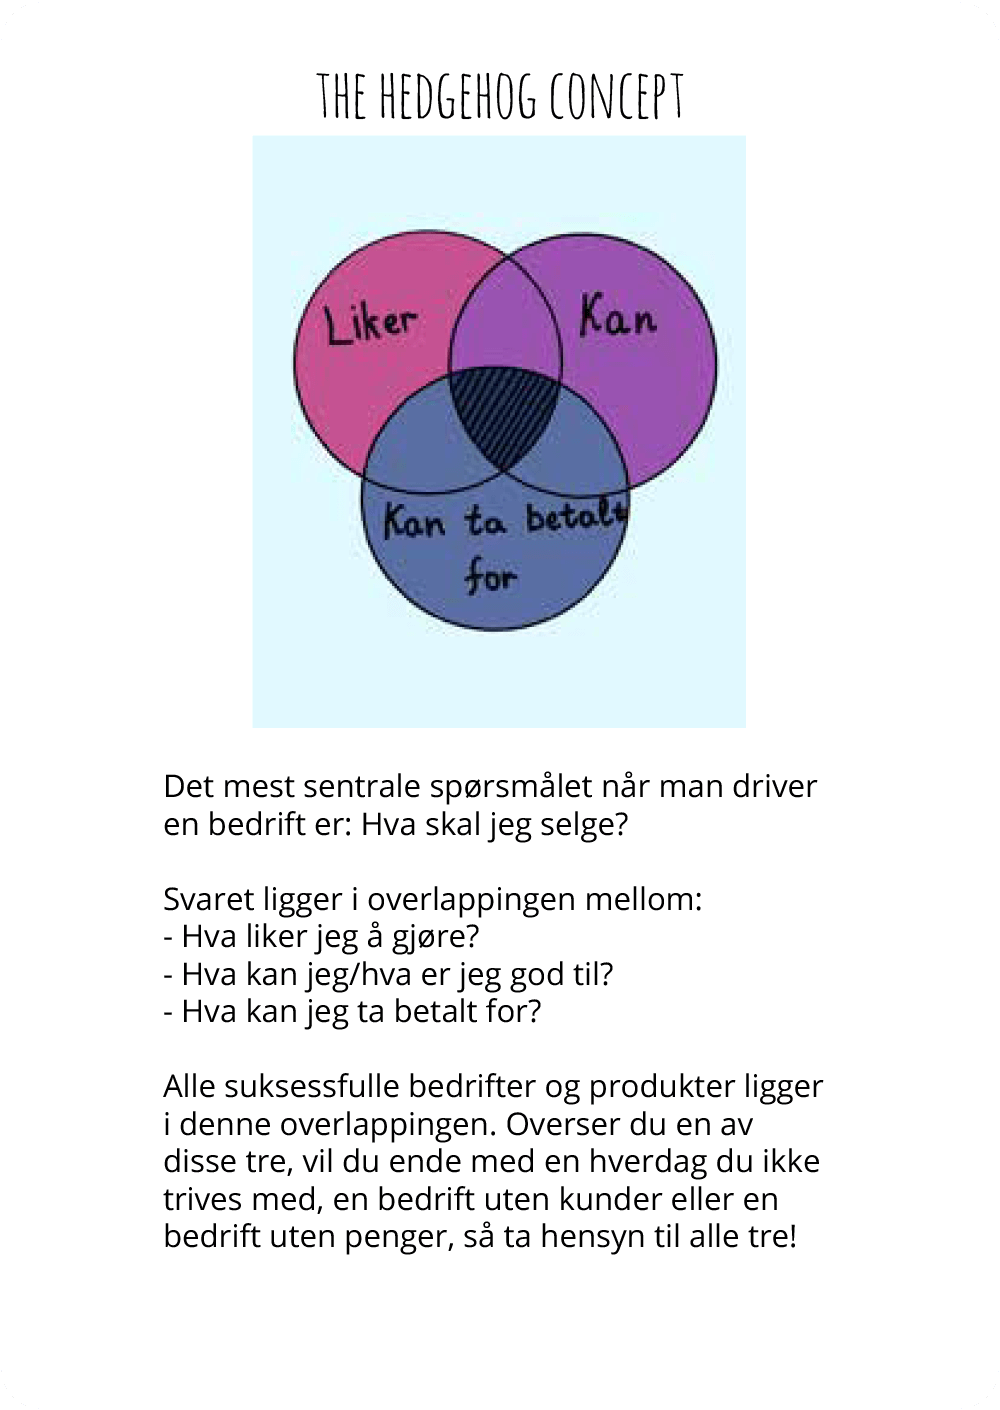 THE HEDGEHOG CONCEPT
Liker
Kan
Kan ta betalt
for
Det mest sentrale spørsmålet når man driver
en bedrift er: Hva skal jeg selge?
Svaret ligger i overlappingen mellom:
- Hva liker jeg å gjøre?
- Hva kan jeg/hva er jeg god til?
- Hva kan jeg ta betalt for?
Alle suksessfulle bedrifter og produkter ligger
i denne overlappingen. Overser du en av
disse tre, vil du ende med en hverdag du ikke
trives med, en bedrift uten kunder eller en
bedrift uten penger, så ta hensyn til alle tre!